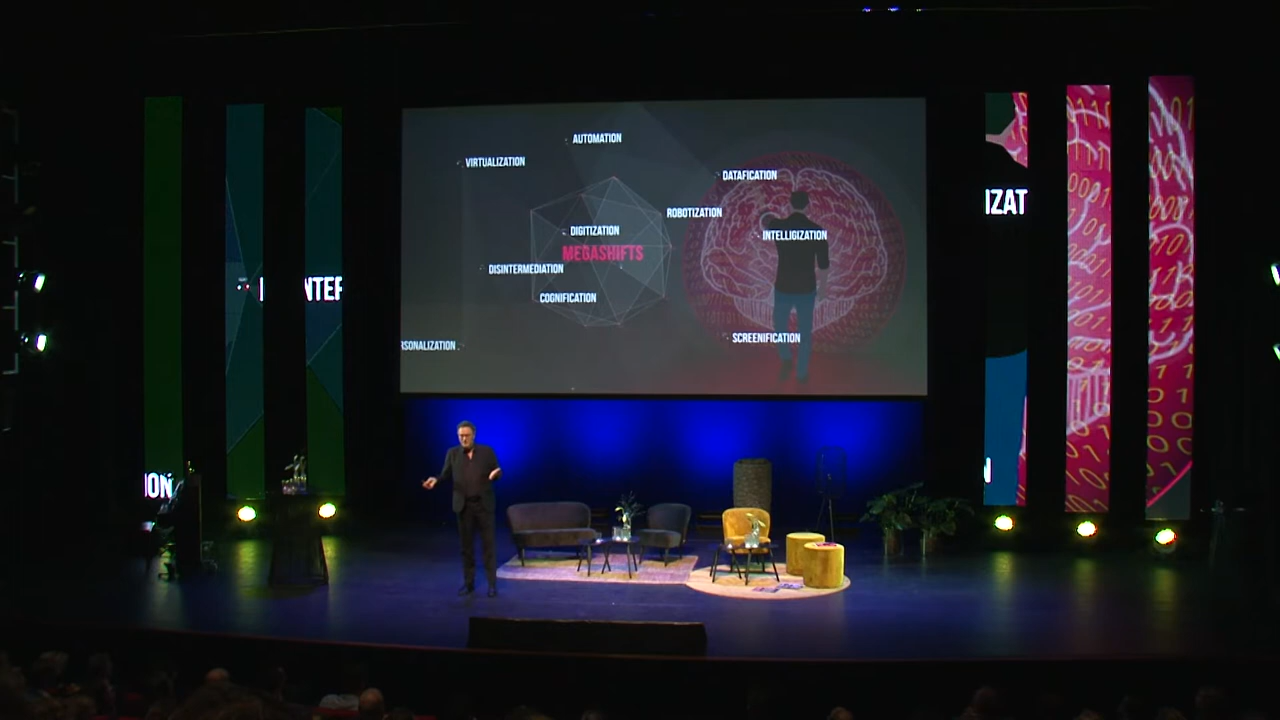 AUTOMATION
VIRTUALIZATION
DATAFICATION
ROBOTIZATION
DIGITIZATION
INTELLIGIZATION
MEGASHIFTS
DISINTERMEDIATION
COGNIFICATION
SCREENIFICATION
RSONALIZATION
IZAT
NTER
ION
N